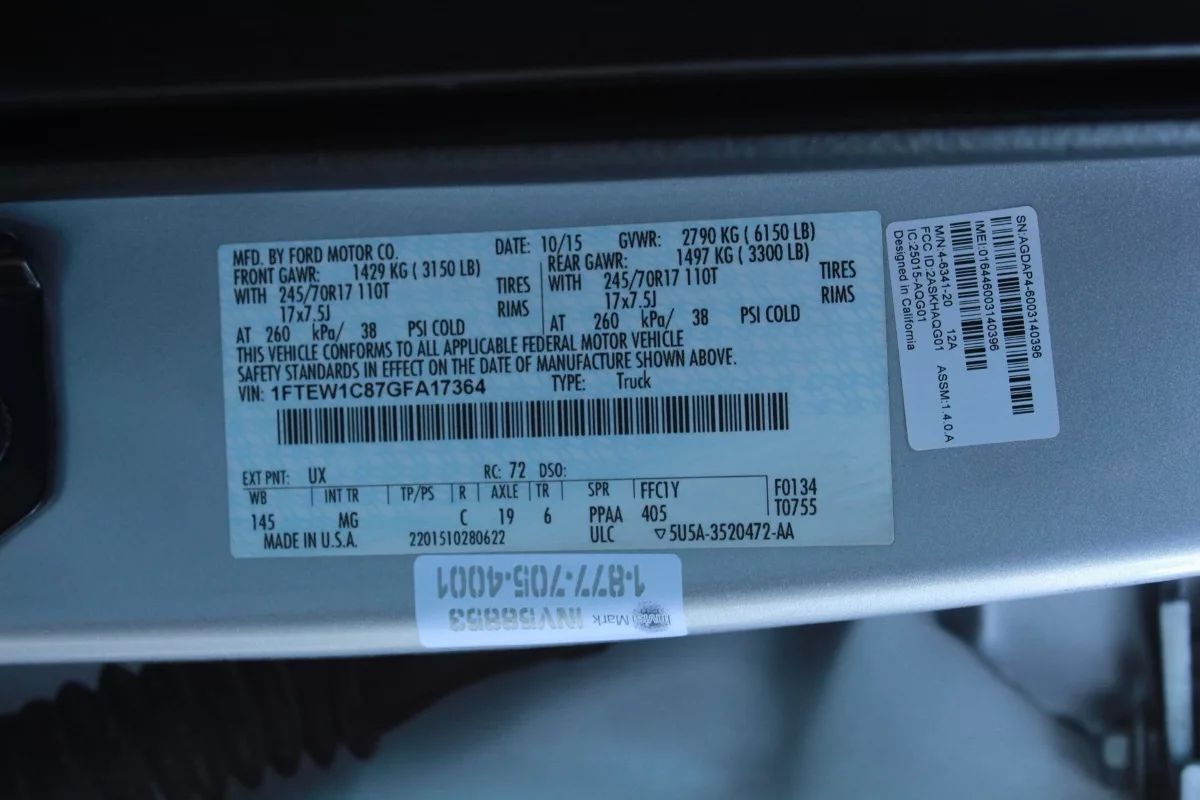 MFD. BY FORD MOTOR CO. DATE: 10/15 GVWR: 2790 KG ( 6150 LB)
FRONT GAWR: 1429 KG ( 3150 LB) REAR GAWR: 1497 KG ( 3300 LB)
WITH 245/70R17 110T TIRES WITH 245/70R17 110T TIRES
17x7.5J RIMS 17x7.5J RIMS
AT 260 kPa/ 38 PSI COLD AT 260 kPa/ 38 PSI COLD
THIS VEHICLE CONFORMS TO ALL APPLICABLE FEDERAL MOTOR VEHICLE
SAFETY STANDARDS IN EFFECT ON THE DATE OF MANUFACTURE SHOWN ABOVE.
VIN: 1FTEW1C87GFA17364 TYPE: Truck
EXT PNT: UX RC: 72 DSO:
WB INT TR TP/PS R AXLE TR SPR FFC1Y F0134
145 MG C 19 6 PPAA 405 T0755
MADE IN U.S.A. 2201510280622 ULC ▽5U5A-3520472-AA
SN:AGDAP4-6003140396
IMEI:016446003140396
M/N:4-6341-20 12A
FCC ID:2ASKHAQG01 ASSM:1.4.0.A
IC:25015-AQG01
Designed in California
Mark INV58853
1-877-705-4001